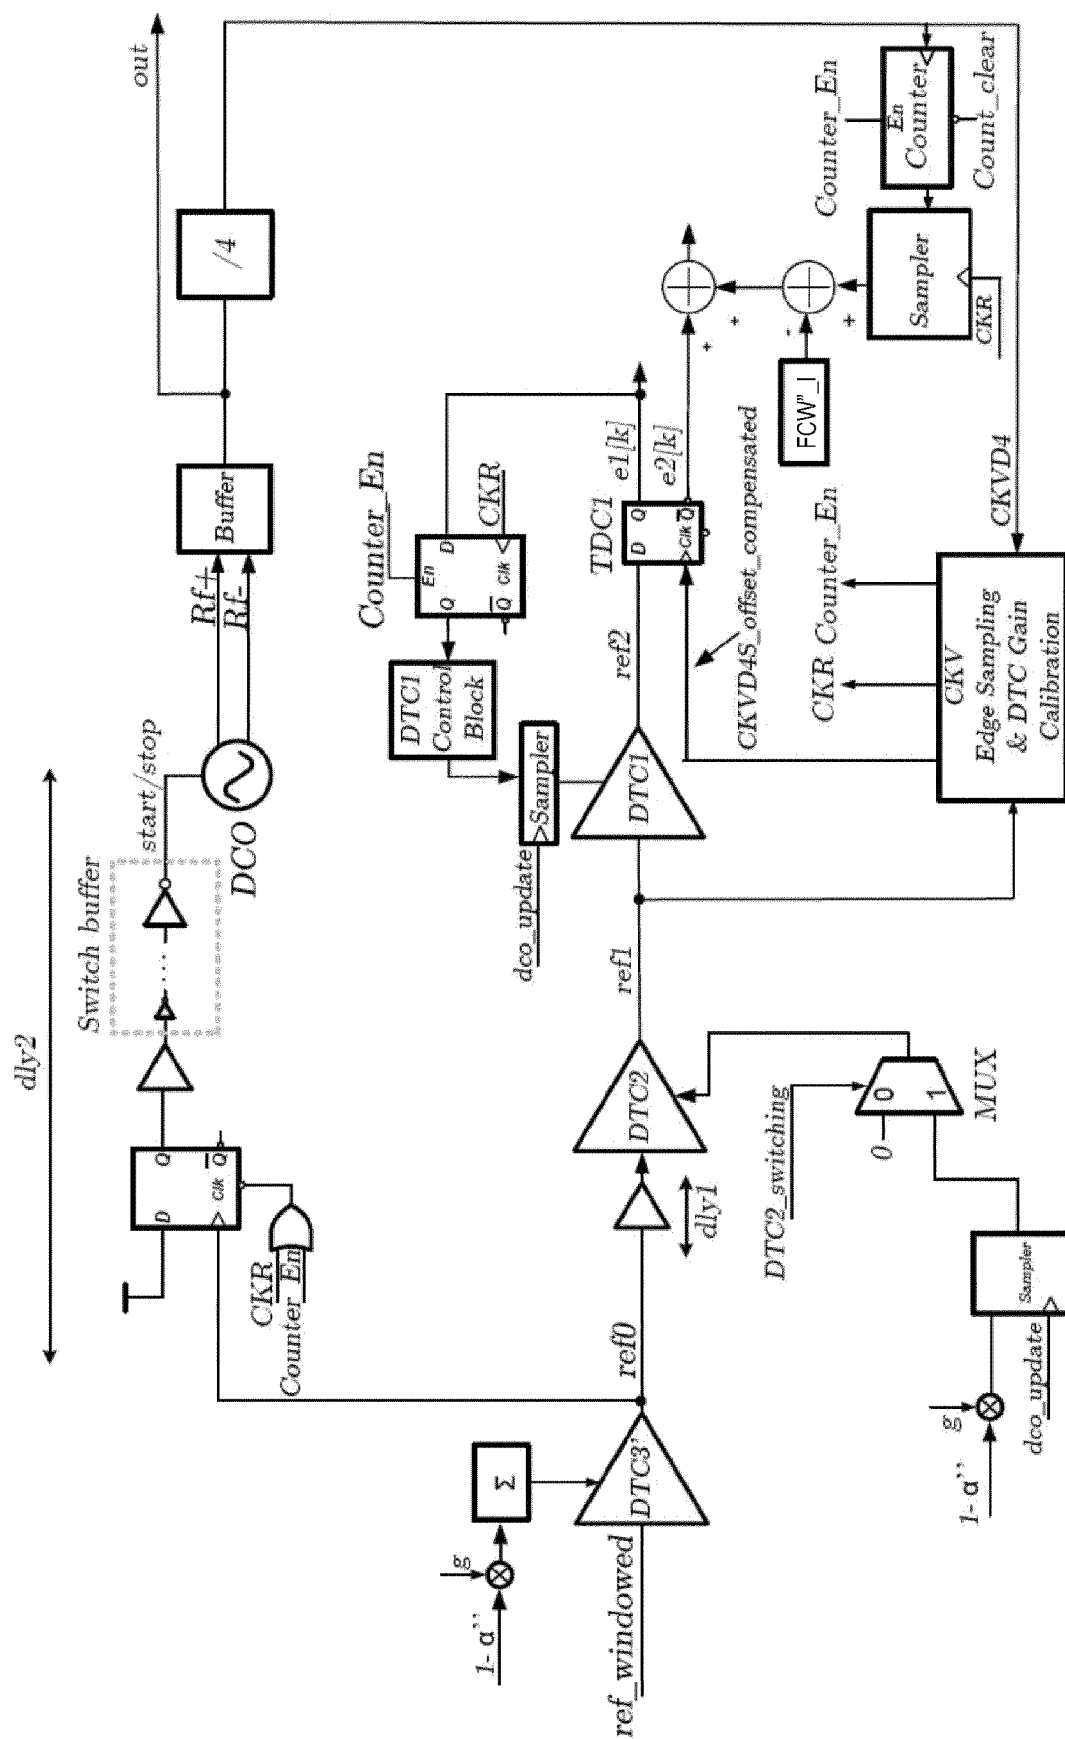 dly2
Switch buffer
start/stop
out
D
Q
Clk
Q
CKR
Counter_En
DCO
Rf+
Rf-
Buffer
/4
1- α’’
g
Σ
ref_windowed
DTC3'
ref0
dly1
DTC2
ref1
DTC1
ref2
dco_update
Sampler
DTC1
Control
Block
Counter_En
En
D
Q
Clk
Q
CKR
TDC1
D
Q
Clk
Q
e1[k]
e2[k]
CKVD4S_offset_compensated
FCW”_I
-
+
+
+
Counter_En
En
Counter
Count_clear
Sampler
CKR
1- α’’
g
dco_update
Sampler
DTC2_switching
0
0
1
MUX
CKR
Counter_En
CKV
Edge Sampling
& DTC Gain
Calibration
CKVD4